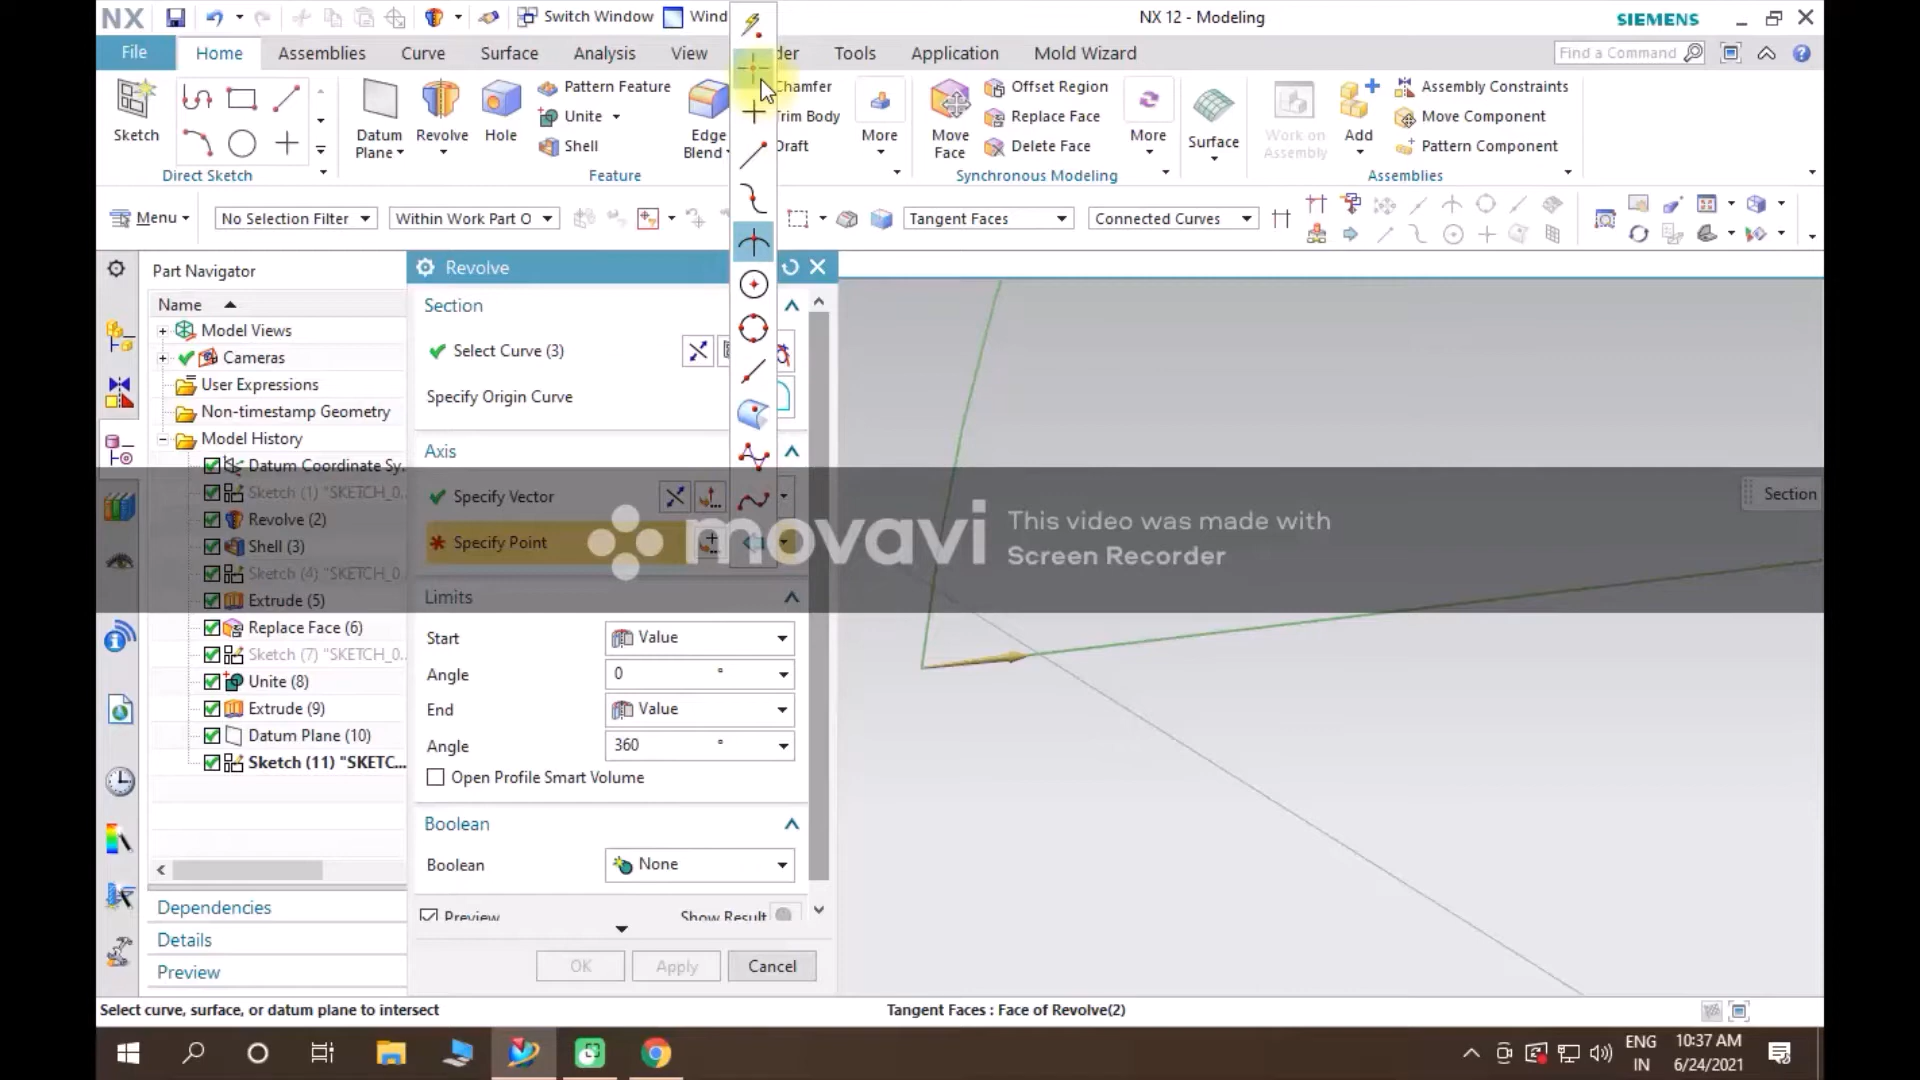 NX
Switch Window
Wind
NX 12 - Modeling
SIEMENS
File
Home
Assemblies
Curve
Surface
Analysis
View
der
Tools
Application
Mold Wizard
Find a Command
Sketch
Direct Sketch
Datum
Plane
Revolve
Hole
Pattern Feature
Unite
Shell
Edge
Blend
Chamfer
rim Body
Draft
More
Feature
Move
Face
Offset Region
Replace Face
Delete Face
More
Synchronous Modeling
Surface
Work on
Assembly
Add
Assembly Constraints
Move Component
Pattern Component
Assemblies
Menu
No Selection Filter
Within Work Part O
Tangent Faces
Connected Curves
Part Navigator
Name
Model Views
Cameras
User Expressions
Non-timestamp Geometry
Model History
Datum Coordinate Sy...
Sketch (1) "SKETCH_0...
Revolve (2)
Shell (3)
Sketch (4) "SKETCH_0...
Extrude (5)
Replace Face (6)
Sketch (7) "SKETCH_0...
Unite (8)
Extrude (9)
Datum Plane (10)
Sketch (11) "SKETC...
Dependencies
Details
Preview
Revolve
Section
Select Curve (3)
Specify Origin Curve
Axis
Specify Vector
Specify Point
Limits
Start
Value
Angle
0
°
End
Value
Angle
360
°
Open Profile Smart Volume
Boolean
Boolean
None
Preview
Show Result
OK
Apply
Cancel
Section
movavi
This video was made with
Screen Recorder
Select curve, surface, or datum plane to intersect
Tangent Faces : Face of Revolve(2)
ENG
IN
10:37 AM
6/24/2021